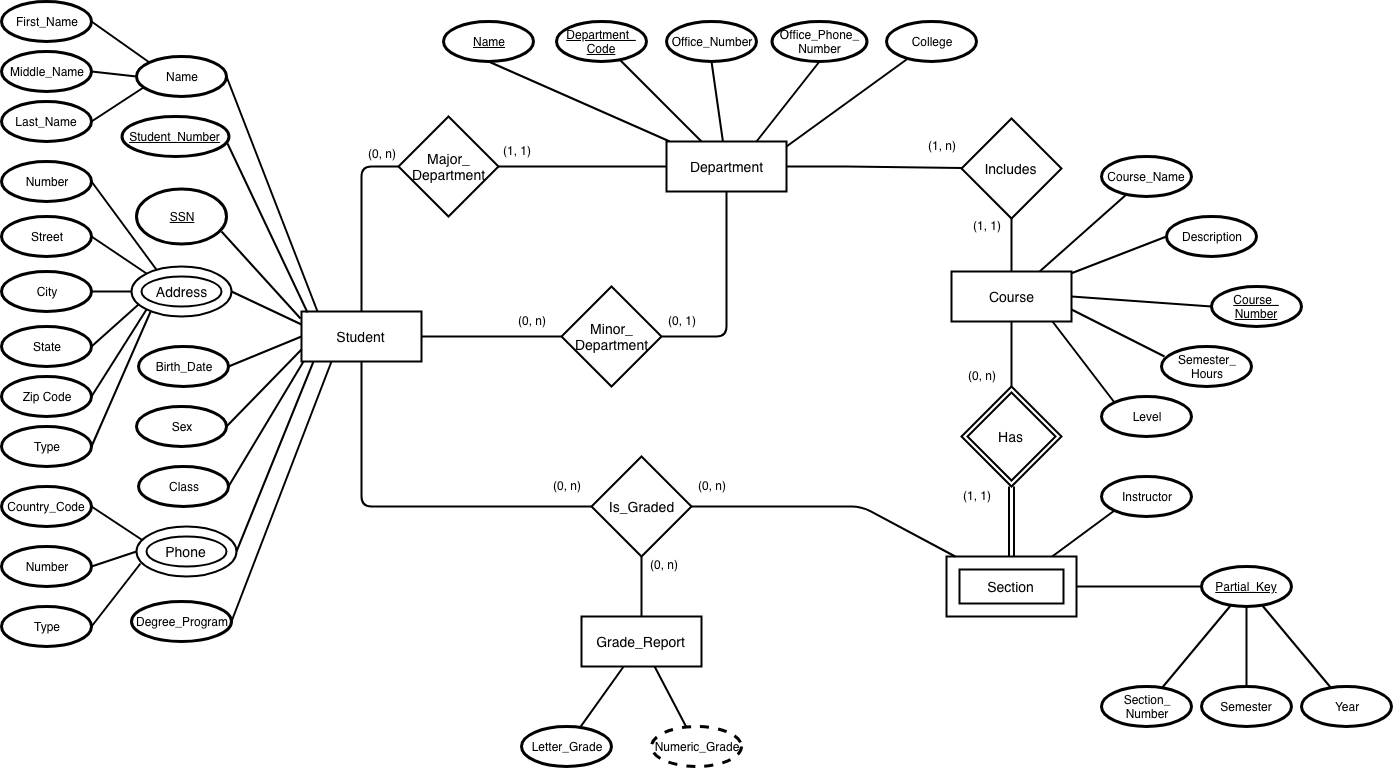 First_Name
Middle_Name
Last_Name
Name
Student_Number
Number
Street
City
State
Zip Code
Type
SSN
Address
Birth_Date
Sex
Class
Country_Code
Number
Type
Phone
Degree_Program
Student
(0, n)
Major_
Department
(1, 1)
Name
Department_
Code
Office_Number
Office_Phone_
Number
College
Department
(1, n)
Includes
(1, 1)
(0, n)
Minor_
Department
(0, 1)
Course_Name
Description
Course_
Number
Semester_
Hours
Level
Course
(0, n)
Has
(1, 1)
(0, n)
Is_Graded
(0, n)
(0, n)
Grade_Report
Letter_Grade
Numeric_Grade
Instructor
Section
Partial_Key
Section_
Number
Semester
Year